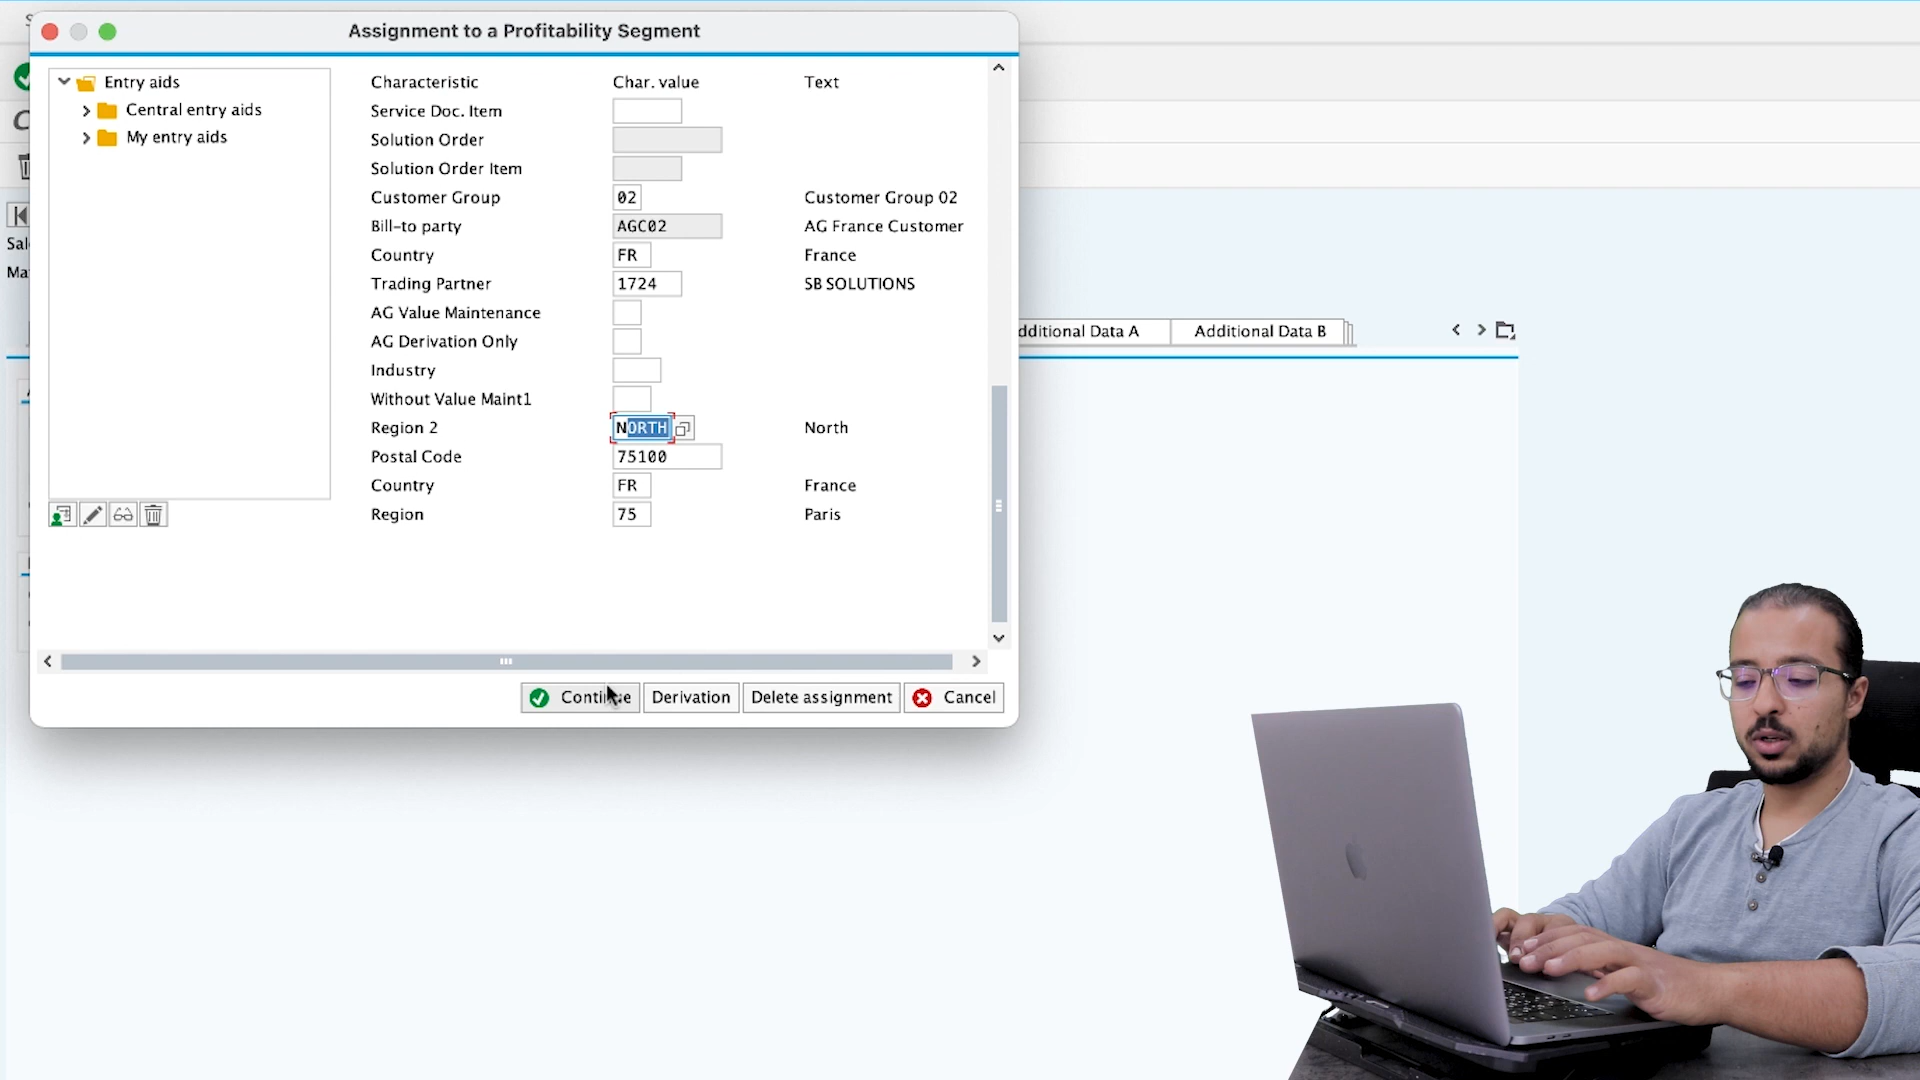 Assignment to a Profitability Segment
Entry aids
Central entry aids
My entry aids
Characteristic Char. value Text
Service Doc. Item
Solution Order
Solution Order Item
Customer Group 02 Customer Group 02
Bill-to party AGC02 AG France Customer
Country FR France
Trading Partner 1724 SB SOLUTIONS
AG Value Maintenance
AG Derivation Only
Industry
Without Value Maint1
Region 2 NORTH North
Postal Code 75100
Country FR France
Region 75 Paris
Continue Derivation Delete assignment Cancel
Sal
Ma
dditional Data A Additional Data B